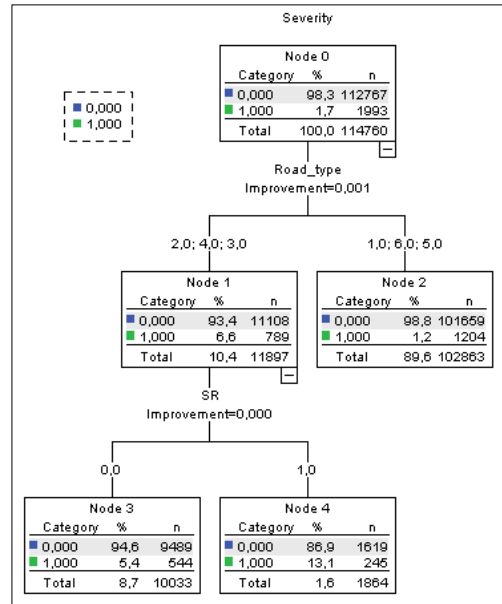 Severity
0,000
1,000
Node 0
Category % n
0,000 98,3 112767
1,000 1,7 1993
Total 100,0 114760
Road_type
Improvement=0,001
2,0; 4,0; 3,0
1,0; 6,0; 5,0
Node 1
Category % n
0,000 93,4 11108
1,000 6,6 789
Total 10,4 11897
Node 2
Category % n
0,000 98,8 101659
1,000 1,2 1204
Total 89,6 102863
SR
Improvement=0,000
0,0
1,0
Node 3
Category % n
0,000 94,6 9489
1,000 5,4 544
Total 8,7 10033
Node 4
Category % n
0,000 86,9 1619
1,000 13,1 245
Total 1,6 1864